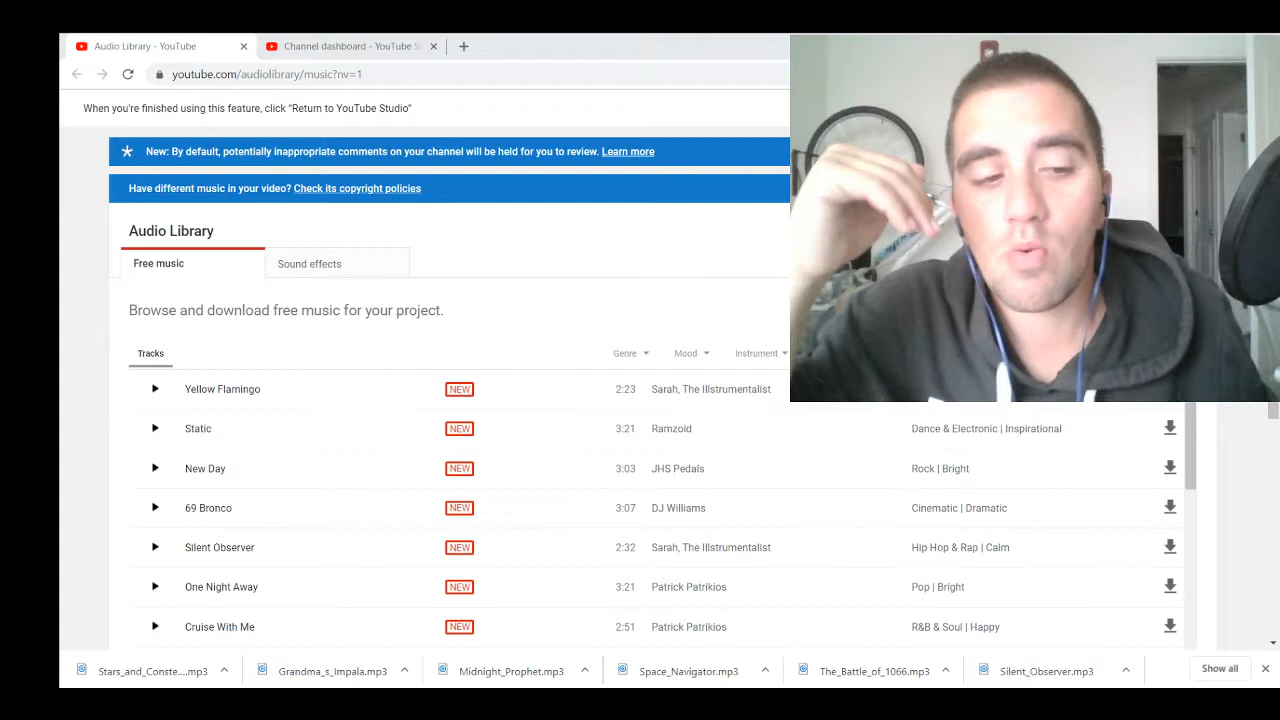 Audio Library - YouTube
Channel dashboard - YouTube S
youtube.com/audiolibrary/music?nv=1
When you're finished using this feature, click "Return to YouTube Studio"
New: By default, potentially inappropriate comments on your channel will be held for you to review. Learn more
Have different music in your video? Check its copyright policies
Audio Library
Free music
Sound effects
Browse and download free music for your project.
Tracks Genre Mood Instrument
Yellow Flamingo NEW 2:23 Sarah, The Illstrumentalist
Static NEW 3:21 Ramzoid Dance & Electronic | Inspirational
New Day NEW 3:03 JHS Pedals Rock | Bright
69 Bronco NEW 3:07 DJ Williams Cinematic | Dramatic
Silent Observer NEW 2:32 Sarah, The Illstrumentalist Hip Hop & Rap | Calm
One Night Away NEW 3:21 Patrick Patrikios Pop | Bright
Cruise With Me NEW 2:51 Patrick Patrikios R&B & Soul | Happy
Stars_and_Conste....mp3 Grandma_s_Impala.mp3 Midnight_Prophet.mp3 Space_Navigator.mp3 The_Battle_of_1066.mp3 Silent_Observer.mp3 Show all